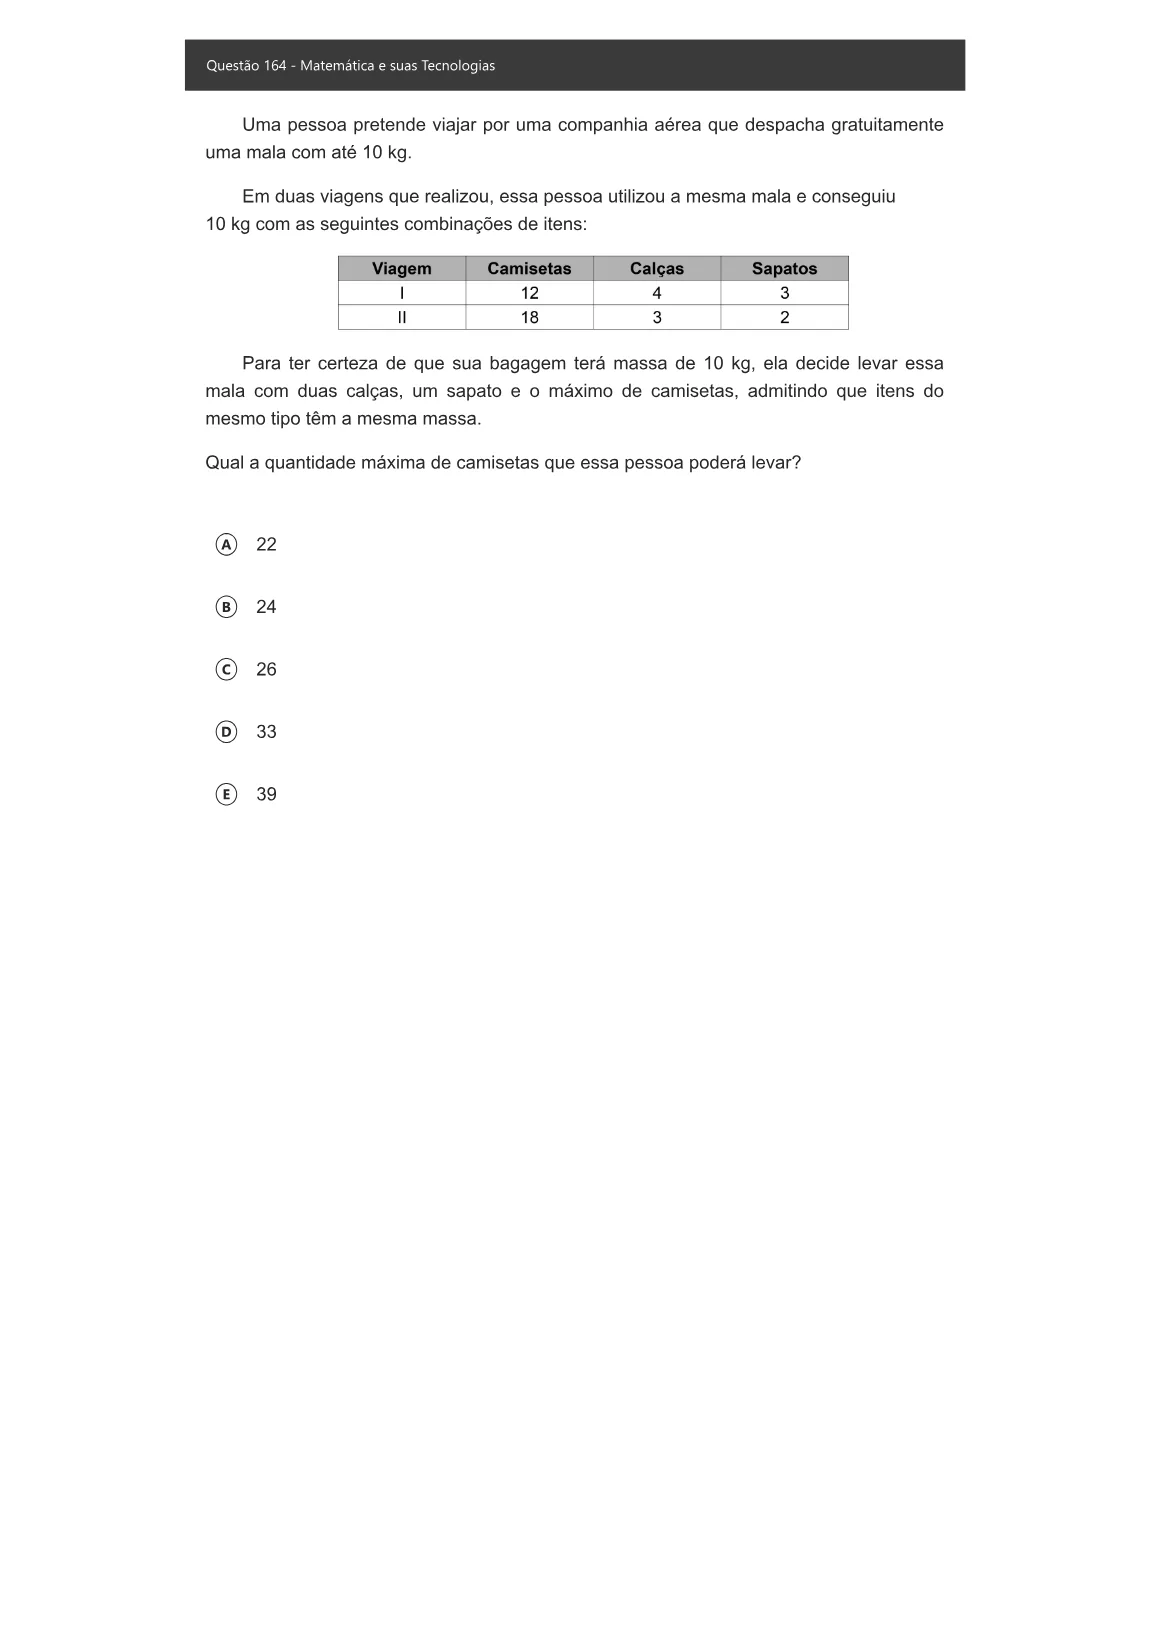 Questão 164 - Matemática e suas Tecnologias
Uma pessoa pretende viajar por uma companhia aérea que despacha gratuitamente
uma mala com até 10 kg.
Em duas viagens que realizou, essa pessoa utilizou a mesma mala e conseguiu
10 kg com as seguintes combinações de itens:
Viagem Camisetas Calças Sapatos
I 12 4 3
II 18 3 2
Para ter certeza de que sua bagagem terá massa de 10 kg, ela decide levar essa
mala com duas calças, um sapato e o máximo de camisetas, admitindo que itens do
mesmo tipo têm a mesma massa.
Qual a quantidade máxima de camisetas que essa pessoa poderá levar?
A 22
B 24
C 26
D 33
E 39